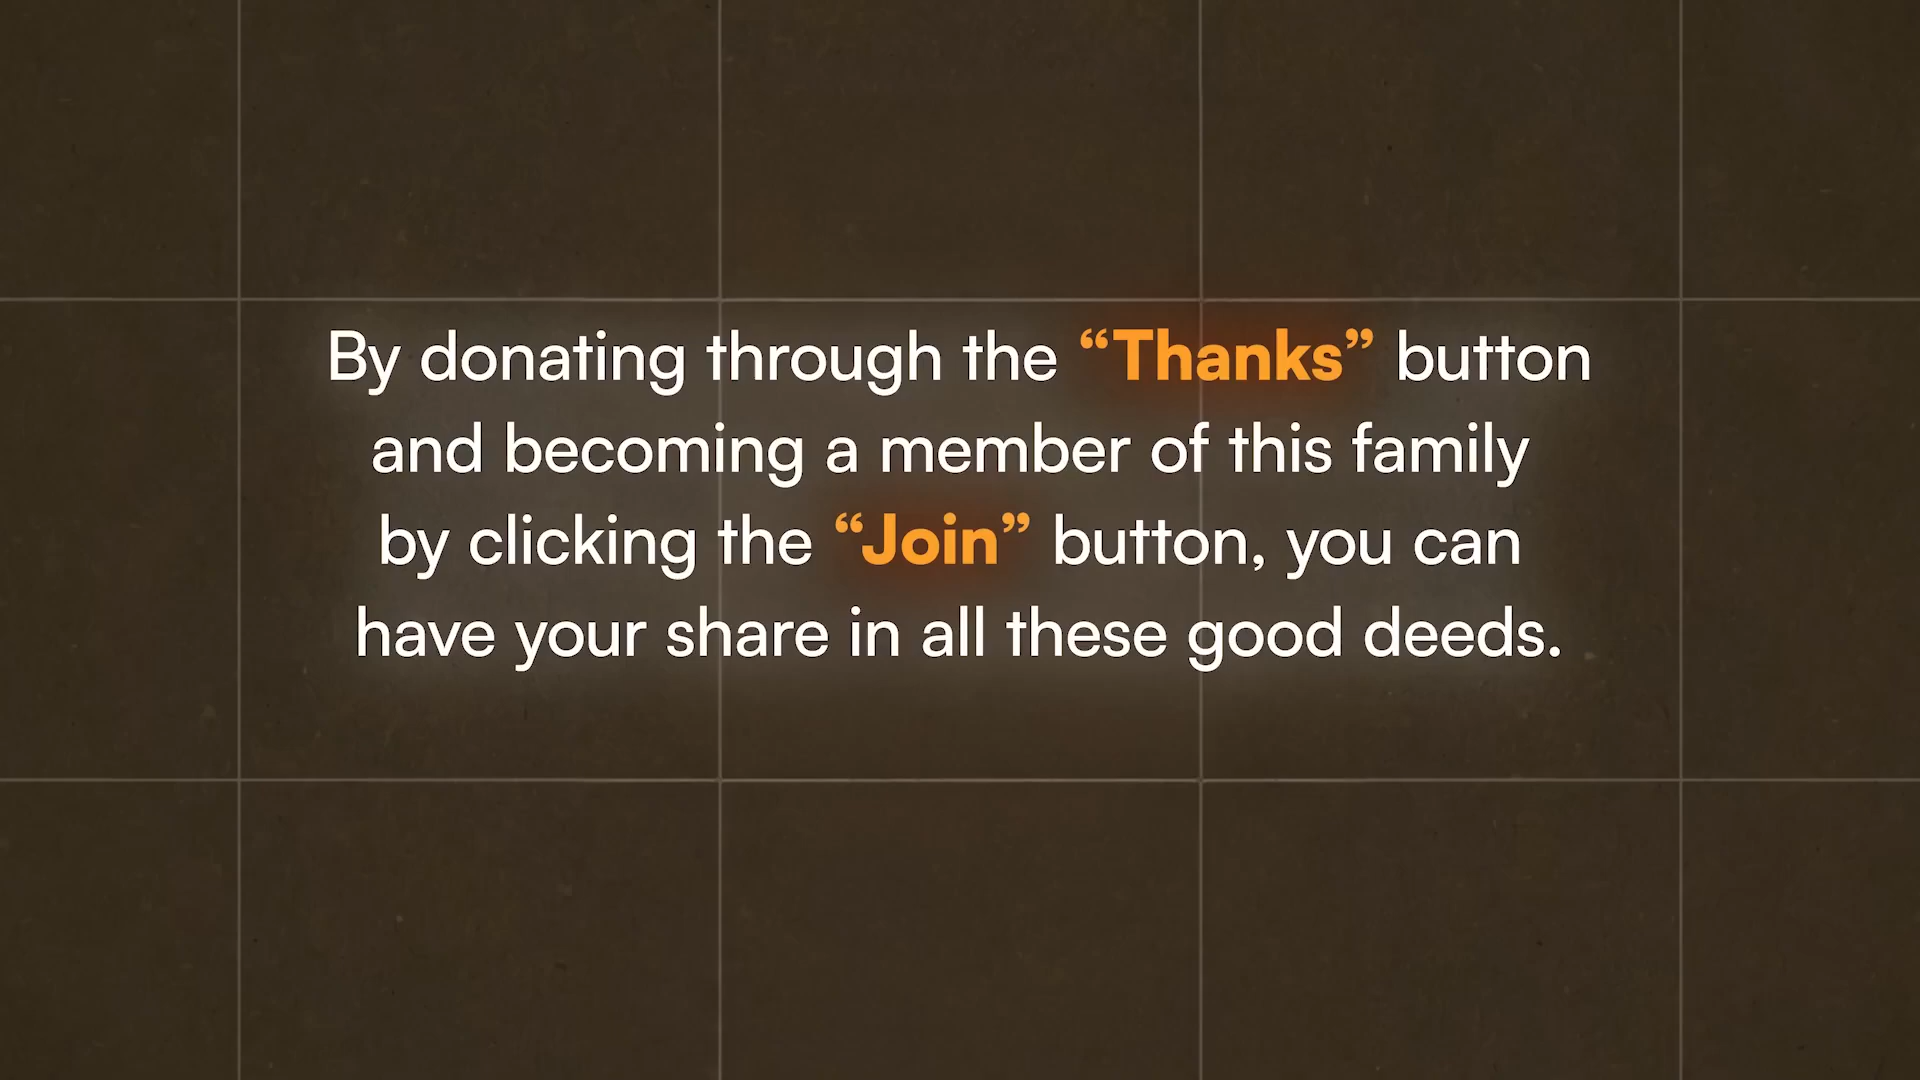 By donating through the “Thanks” button
and becoming a member of this family
by clicking the “Join” button, you can
have your share in all these good deeds.